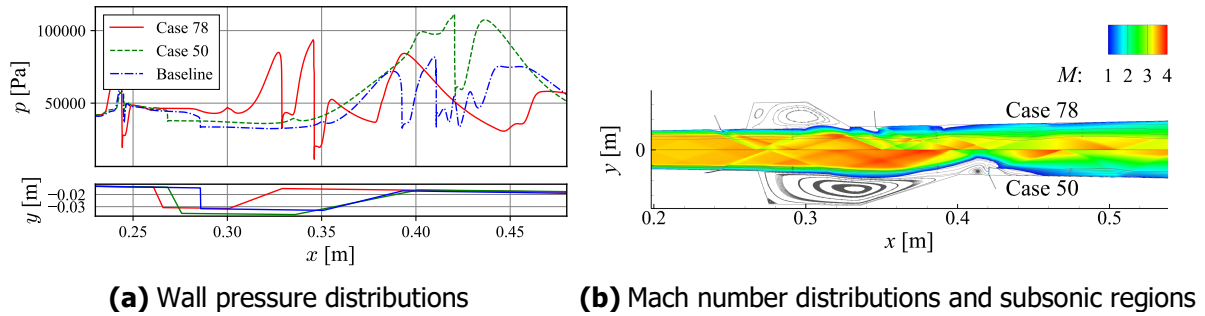 100000
50000
p [Pa]
Case 78
Case 50
Baseline
−0.02
−0.03
y [m]
0.25 0.30 0.35 0.40 0.45
x [m]
(a) Wall pressure distributions
M: 1 2 3 4
Case 78
0
y [m]
Case 50
0.2 0.3 0.4 0.5
x [m]
(b) Mach number distributions and subsonic regions